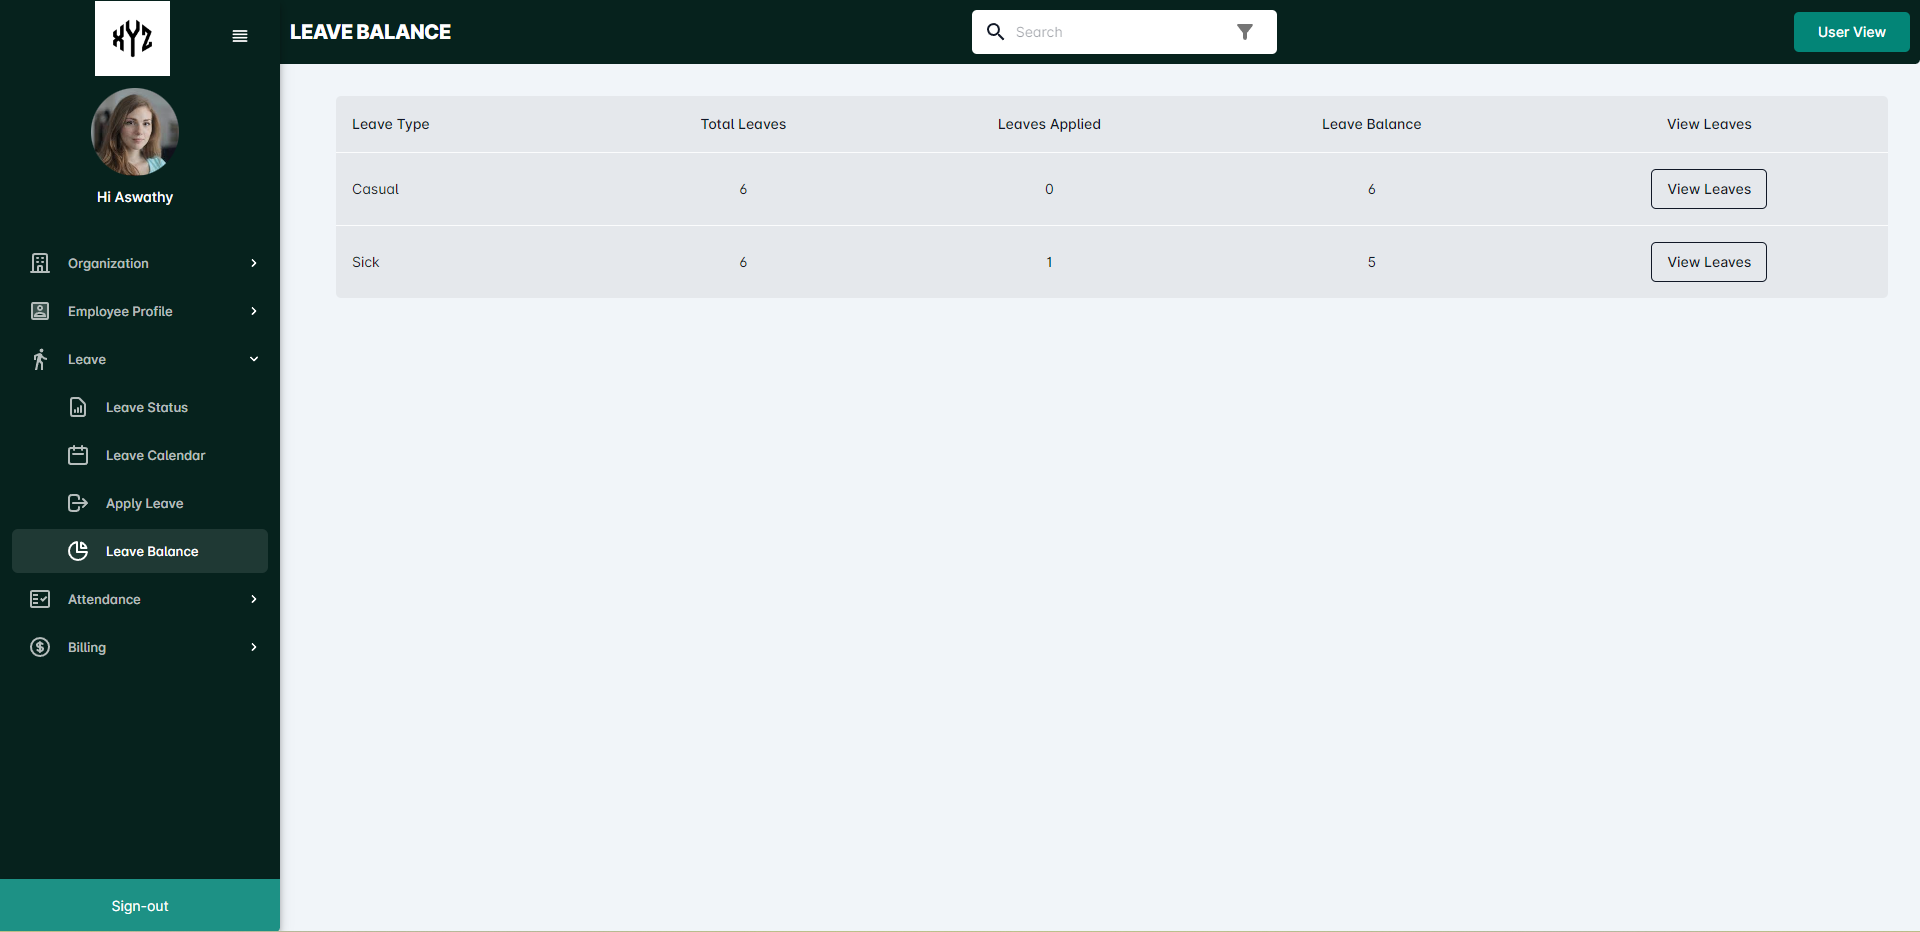 XYZ
LEAVE BALANCE
Search
User View
Hi Aswathy
Organization
Employee Profile
Leave
Leave Status
Leave Calendar
Apply Leave
Leave Balance
Attendance
Billing
Sign-out
Leave Type Total Leaves Leaves Applied Leave Balance View Leaves
Casual 6 0 6 View Leaves
Sick 6 1 5 View Leaves